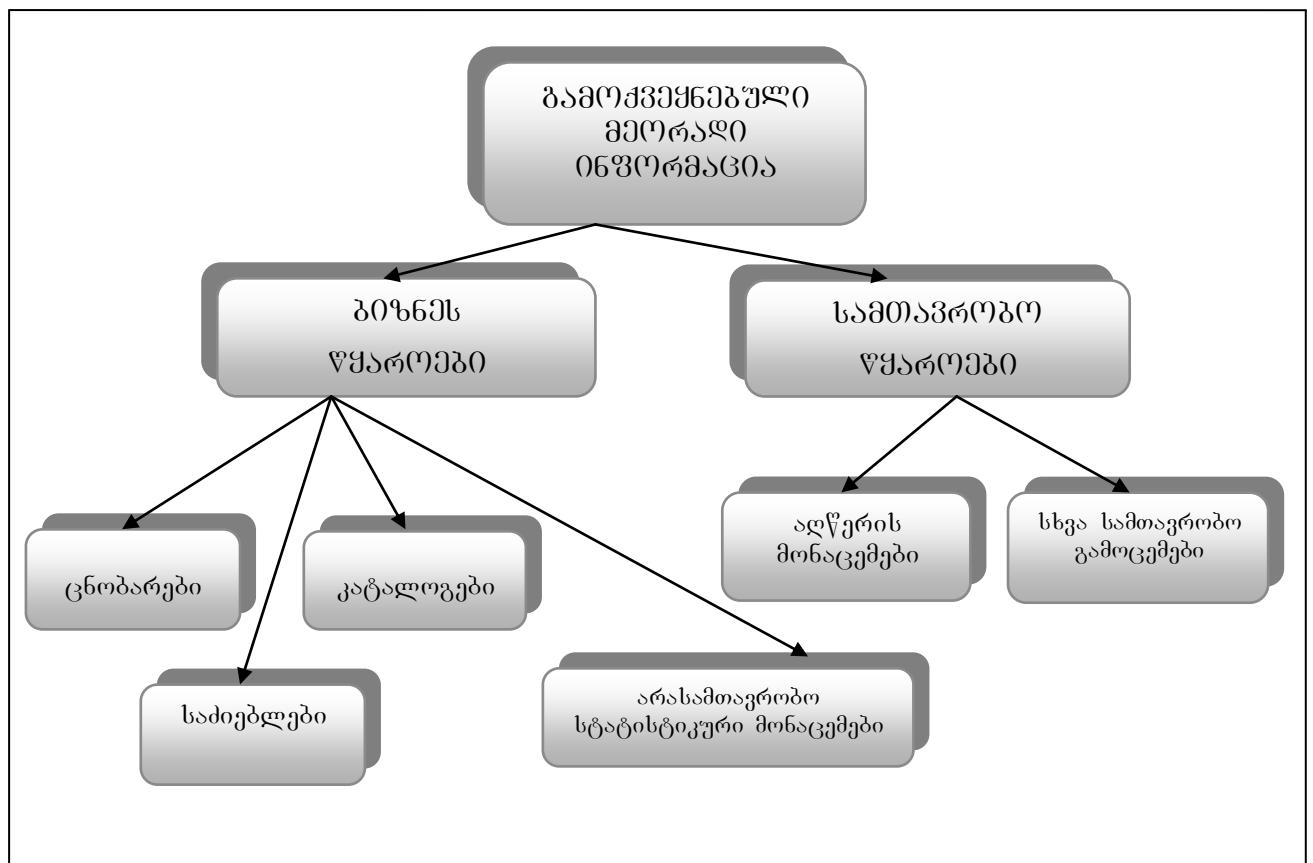 გამოქვეყნებული
მეორადი
ინფორმაცია
ბიზნეს
წყაროები
სამთავრობო
წყაროები
ცნობარები
კატალოგები
აღწერის
მონაცემები
სხვა სამთავრობო
გამოცემები
საძიებლები
არასამთავრობო
სტატისტიკური მონაცემები